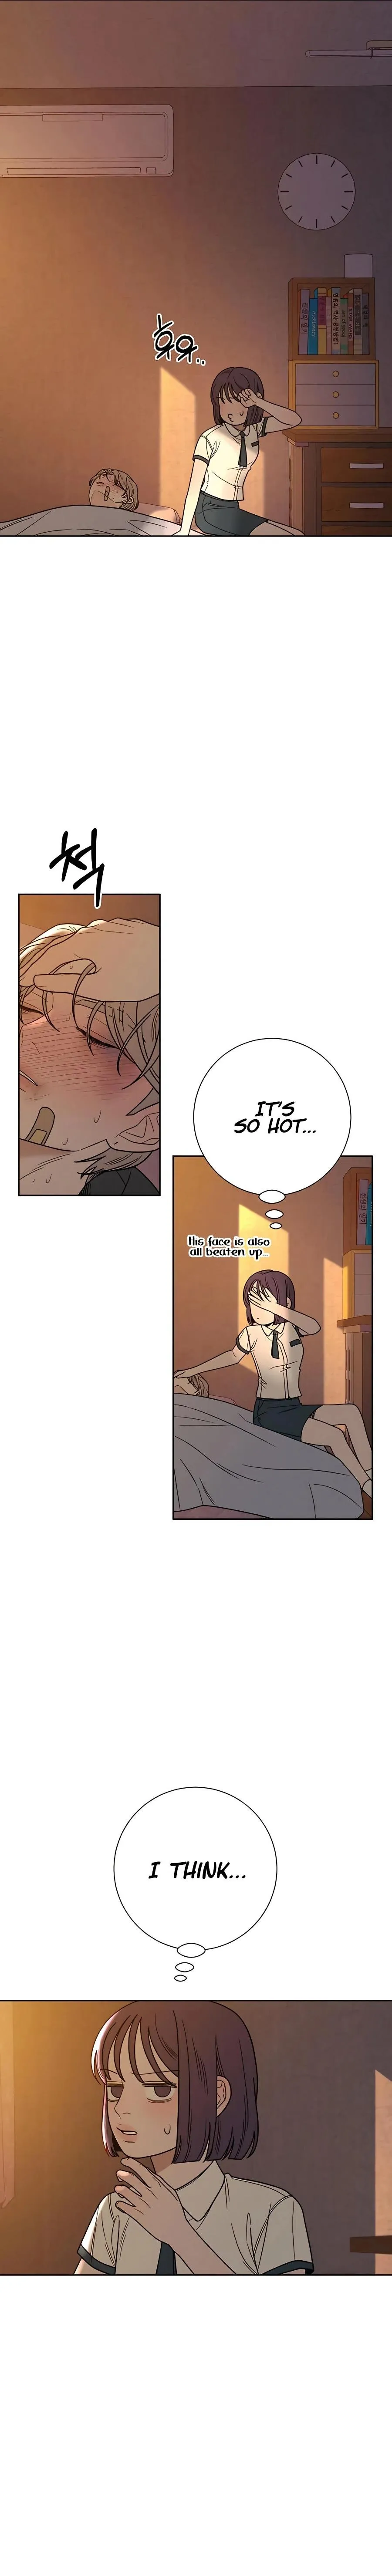 후우..
척
IT'S
SO HOT...
His face is also
all beaten up...
I THINK...